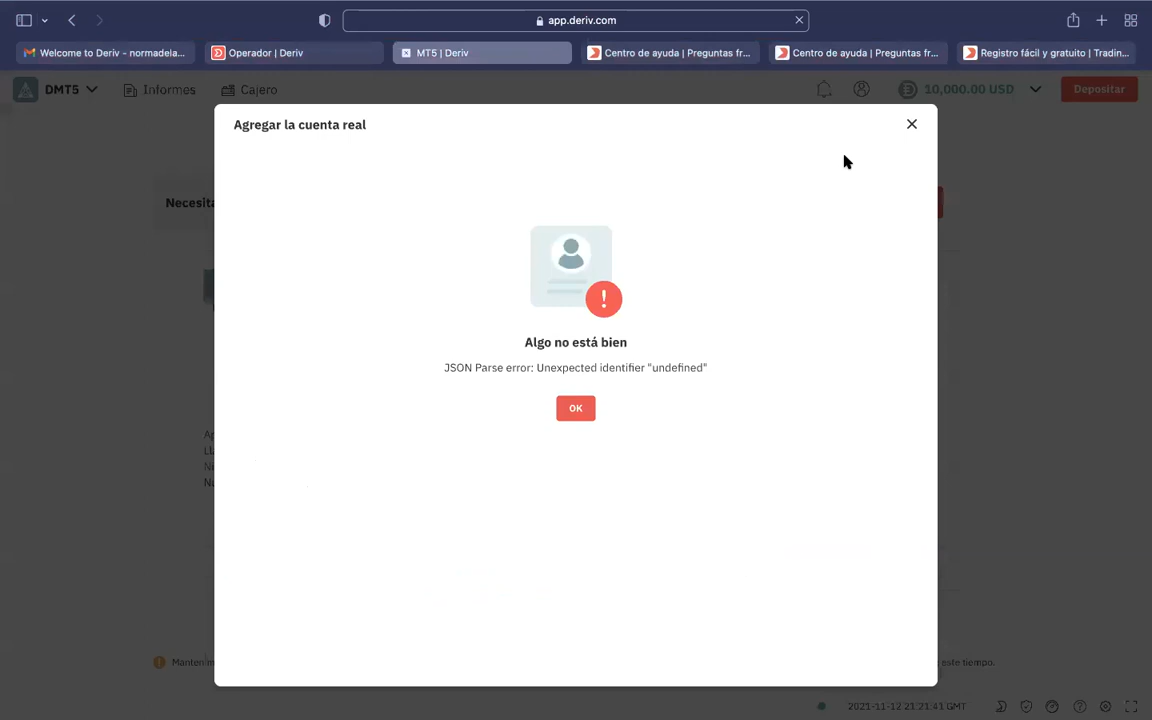 app.deriv.com
Welcome to Deriv - normadela...
Operador | Deriv
MT5 | Deriv
Centro de ayuda | Preguntas fr...
Centro de ayuda | Preguntas fr...
Registro fácil y gratuito | Tradin...
DMT5
Informes
Cajero
10,000.00 USD
Depositar
Agregar la cuenta real
Necesita
Algo no está bien
JSON Parse error: Unexpected identifier "undefined"
OK
este tiempo.
2021-11-12 21:21:41 GMT